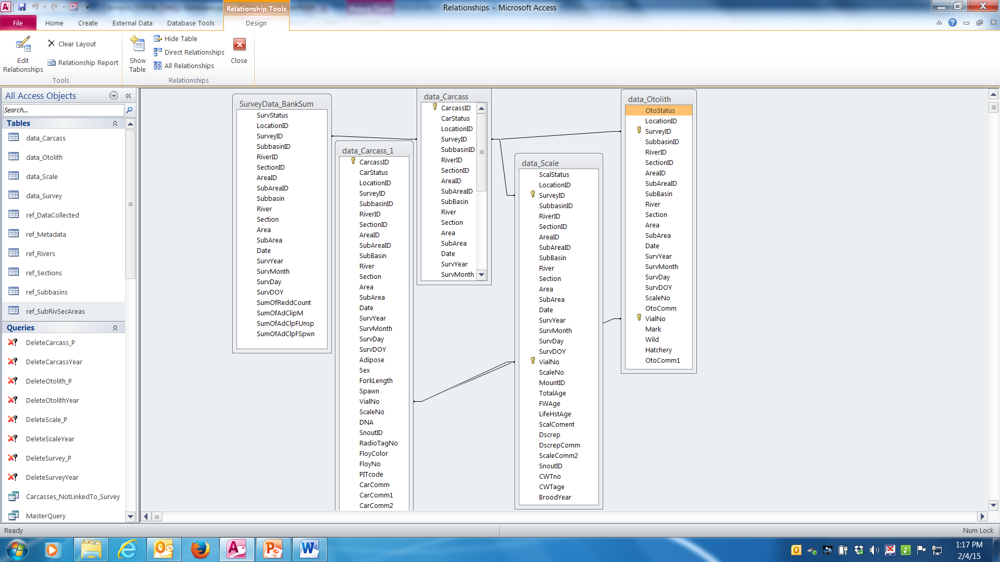 Relationship Tools
Relationships - Microsoft Access
File
Home
Create
External Data
Database Tools
Design
Edit Relationships
Clear Layout
Relationship Report
Tools
Show Table
Hide Table
Direct Relationships
All Relationships
Close
Relationships
All Access Objects
Search...
Tables
data_Carcass
data_Otolith
data_Scale
data_Survey
ref_DataCollected
ref_Metadata
ref_Rivers
ref_Sections
ref_Subbasins
ref_SubRivSecAreas
Queries
DeleteCarcass_P
DeleteCarcassYear
DeleteOtolith_P
DeleteOtolithYear
DeleteScale_P
DeleteScaleYear
DeleteSurvey_P
DeleteSurveyYear
Carcasses_NotLinkedTo_Survey
MasterQuery
SurveyData_BankSum
SurvStatus
LocationID
SurveyID
SubbasinID
RiverID
SectionID
AreaID
SubAreaID
Subbasin
River
Section
Area
SubArea
Date
SurvYear
SurvMonth
SurvDay
SurvDOY
SumOfReddCount
SumOfAdClipM
SumOfAdClpFUnsp
SumOfAdClpFSpwn
data_Carcass_1
CarcassID
CarStatus
LocationID
SurveyID
SubbasinID
RiverID
SectionID
AreaID
SubAreaID
SubBasin
River
Section
Area
SubArea
Date
SurvYear
SurvMonth
SurvDay
SurvDOY
Adipose
Sex
ForkLength
Spawn
VialNo
ScaleNo
DNA
SnoutID
RadioTagNo
FloyColor
FloyNo
PITcode
CarComm
CarComm1
CarComm2
data_Carcass
CarcassID
CarStatus
LocationID
SurveyID
SubbasinID
RiverID
SectionID
AreaID
SubAreaID
SubBasin
River
Section
Area
SubArea
Date
SurvYear
SurvMonth
data_Scale
ScalStatus
LocationID
SurveyID
SubbasinID
RiverID
SectionID
AreaID
SubAreaID
SubBasin
River
Section
Area
SubArea
Date
SurvYear
SurvMonth
SurvDay
SurvDOY
VialNo
ScaleNo
MountID
TotalAge
FWAge
LifeHstAge
ScalComent
Dscrep
DscrepComm
ScaleComm2
SnoutID
CWTno
CWTage
BroodYear
data_Otolith
OtoStatus
LocationID
SurveyID
SubbasinID
RiverID
SectionID
AreaID
SubAreaID
SubBasin
River
Section
Area
SubArea
Date
SurvYear
SurvMonth
SurvDay
SurvDOY
ScaleNo
OtoComm
VialNo
Mark
Wild
Hatchery
OtoComm1
Ready
Num Lock
1:17 PM
2/4/15